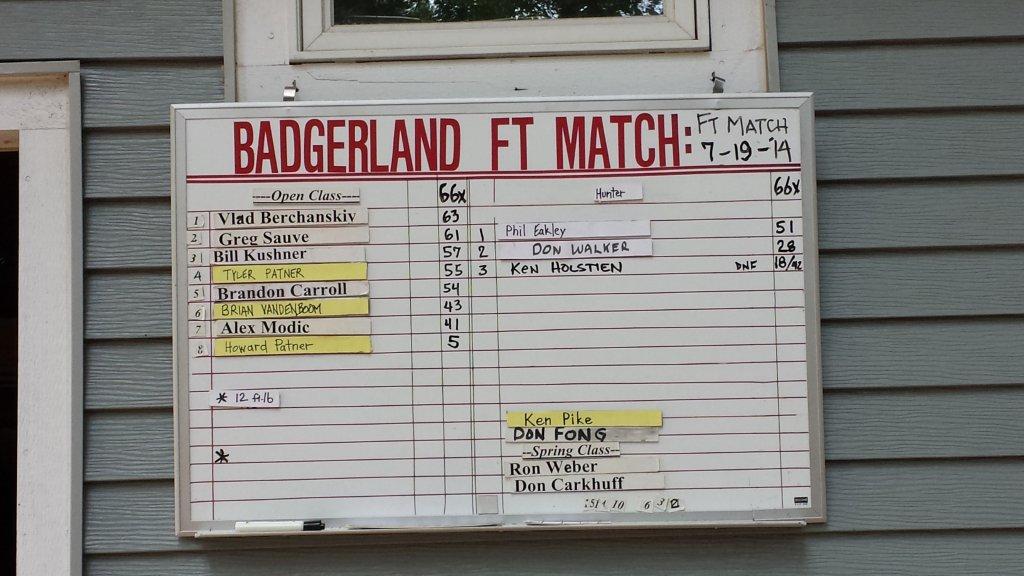 BADGERLAND FT MATCH: FT MATCH
7-19-14
----Open Class---- 66x
1 Vlad Berchanskiv 63
2 Greg Sauve 61
3 Bill Kushner 57
4 TYLER PATNER 55
5 Brandon Carroll 54
6 BRIAN VANDENBOOM 43
7 Alex Modic 41
8 Howard Patner 5
* 12 ft-lb
*
Hunter 66x
1 Phil Eakley 51
2 DON WALKER 28
3 KEN HOLSTIEN DNF 18/42
Ken Pike
DON FONG
--Spring Class--
Ron Weber
Don Carkhuff
10 6 3